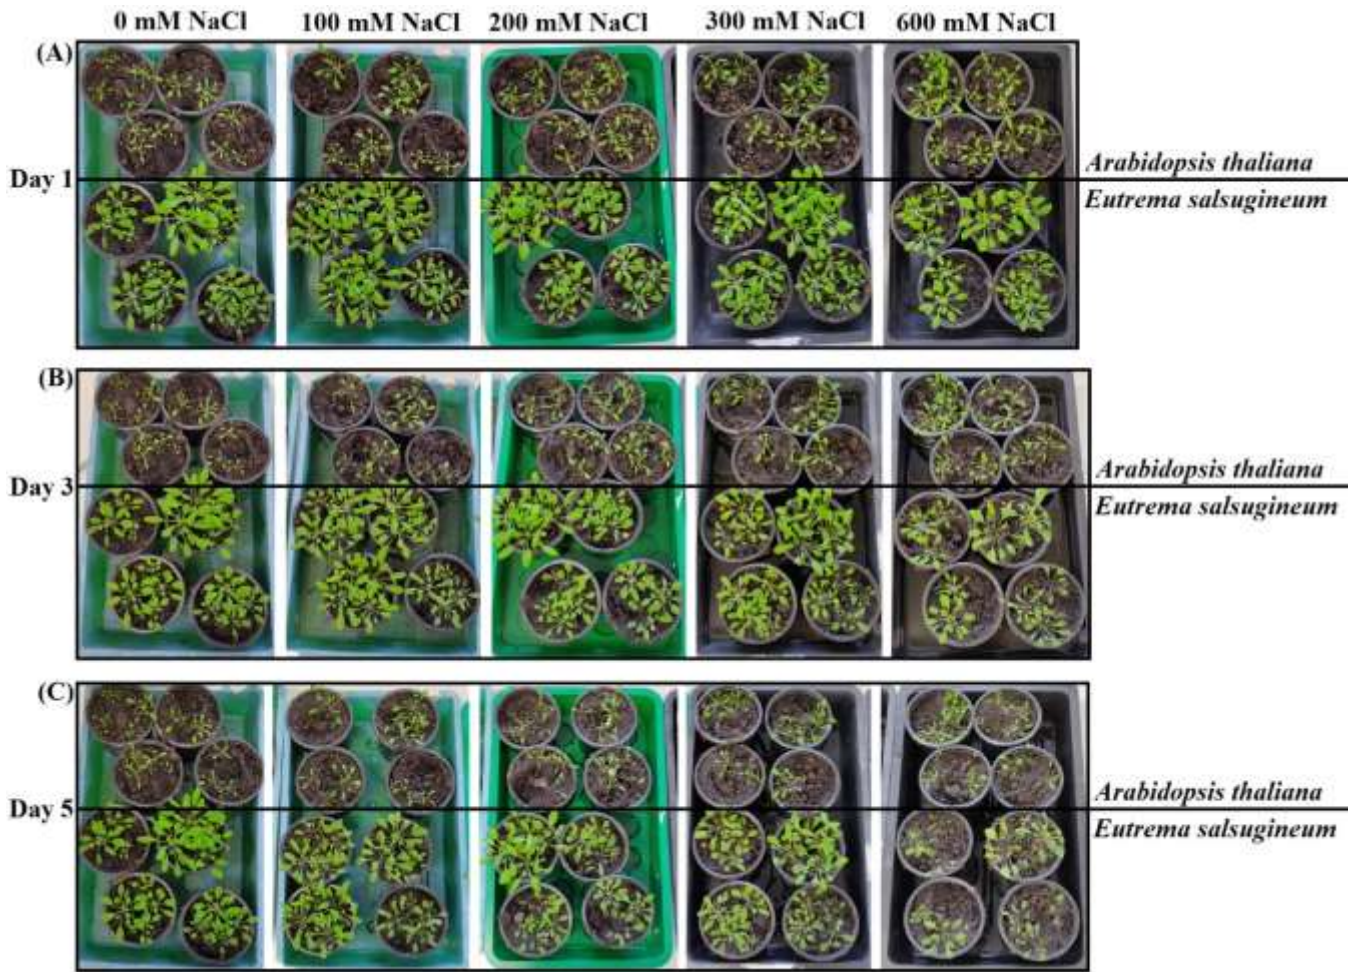 0 mM NaCl 100 mM NaCl 200 mM NaCl 300 mM NaCl 600 mM NaCl
(A)
Day 1
Arabidopsis thaliana
Eutrema salsugineum
(B)
Day 3
Arabidopsis thaliana
Eutrema salsugineum
(C)
Day 5
Arabidopsis thaliana
Eutrema salsugineum